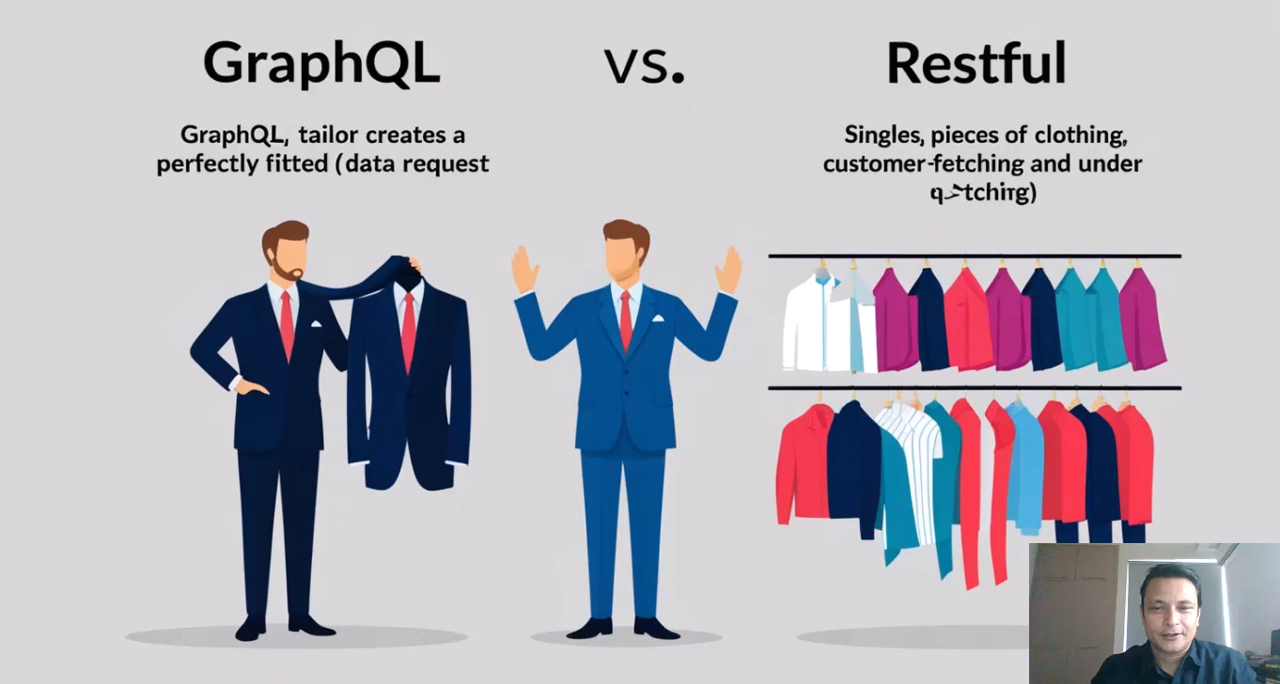 GraphQL vs. Restful
GraphQL, tailor creates a
perfectly fitted (data request
Singles, pieces of clothing,
customer-fetching and under